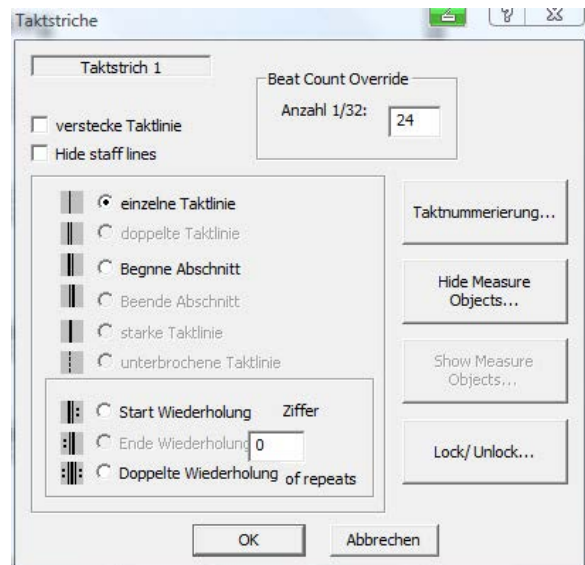 Taktstriche
Taktstrich 1
Beat Count Override
Anzahl 1/32:
24
verstecke Taktlinie
Hide staff lines
einzelne Taktlinie
doppelte Taktlinie
Begnne Abschnitt
Beende Abschnitt
starke Taktlinie
unterbrochene Taktlinie
Start Wiederholung Ziffer
Ende Wiederholung 0
Doppelte Wiederholung of repeats
Taktnummerierung...
Hide Measure
Objects...
Show Measure
Objects...
Lock/ Unlock...
OK
Abbrechen